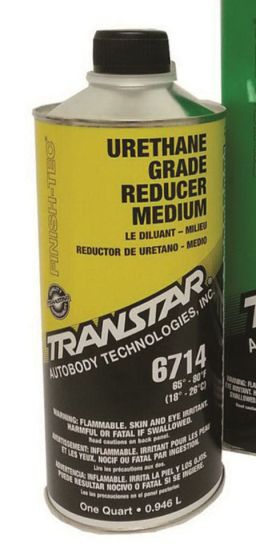 FINISH-TEC®
URETHANE
GRADE
REDUCER
MEDIUM
LE DILUANT – MILIEU
REDUCTOR DE URETANO – MEDIO
TRANSTAR
AUTOBODY TECHNOLOGIES, INC.
6714
65° - 80°F
(18° - 26°C)
WARNING: FLAMMABLE. SKIN AND EYE IRRITANT.
HARMFUL OR FATAL IF SWALLOWED.
Read cautions on back panel.
AVERTISSEMENT: INFLAMMABLE. IRRITANT POUR LES PEAU
ET LES YEUX. NOCIF OU FATAL PAR INGESTION.
Lire les précautions au dos.
ADVERTENCIA: INFLAMABLE. IRRITA LA PIEL Y LOS OJOS.
PUEDE RESULTAR NOCIVO O FATAL SI ES INGERIDO.
Lea las precauciones en el panel posterior.
One Quart • 0.946 L